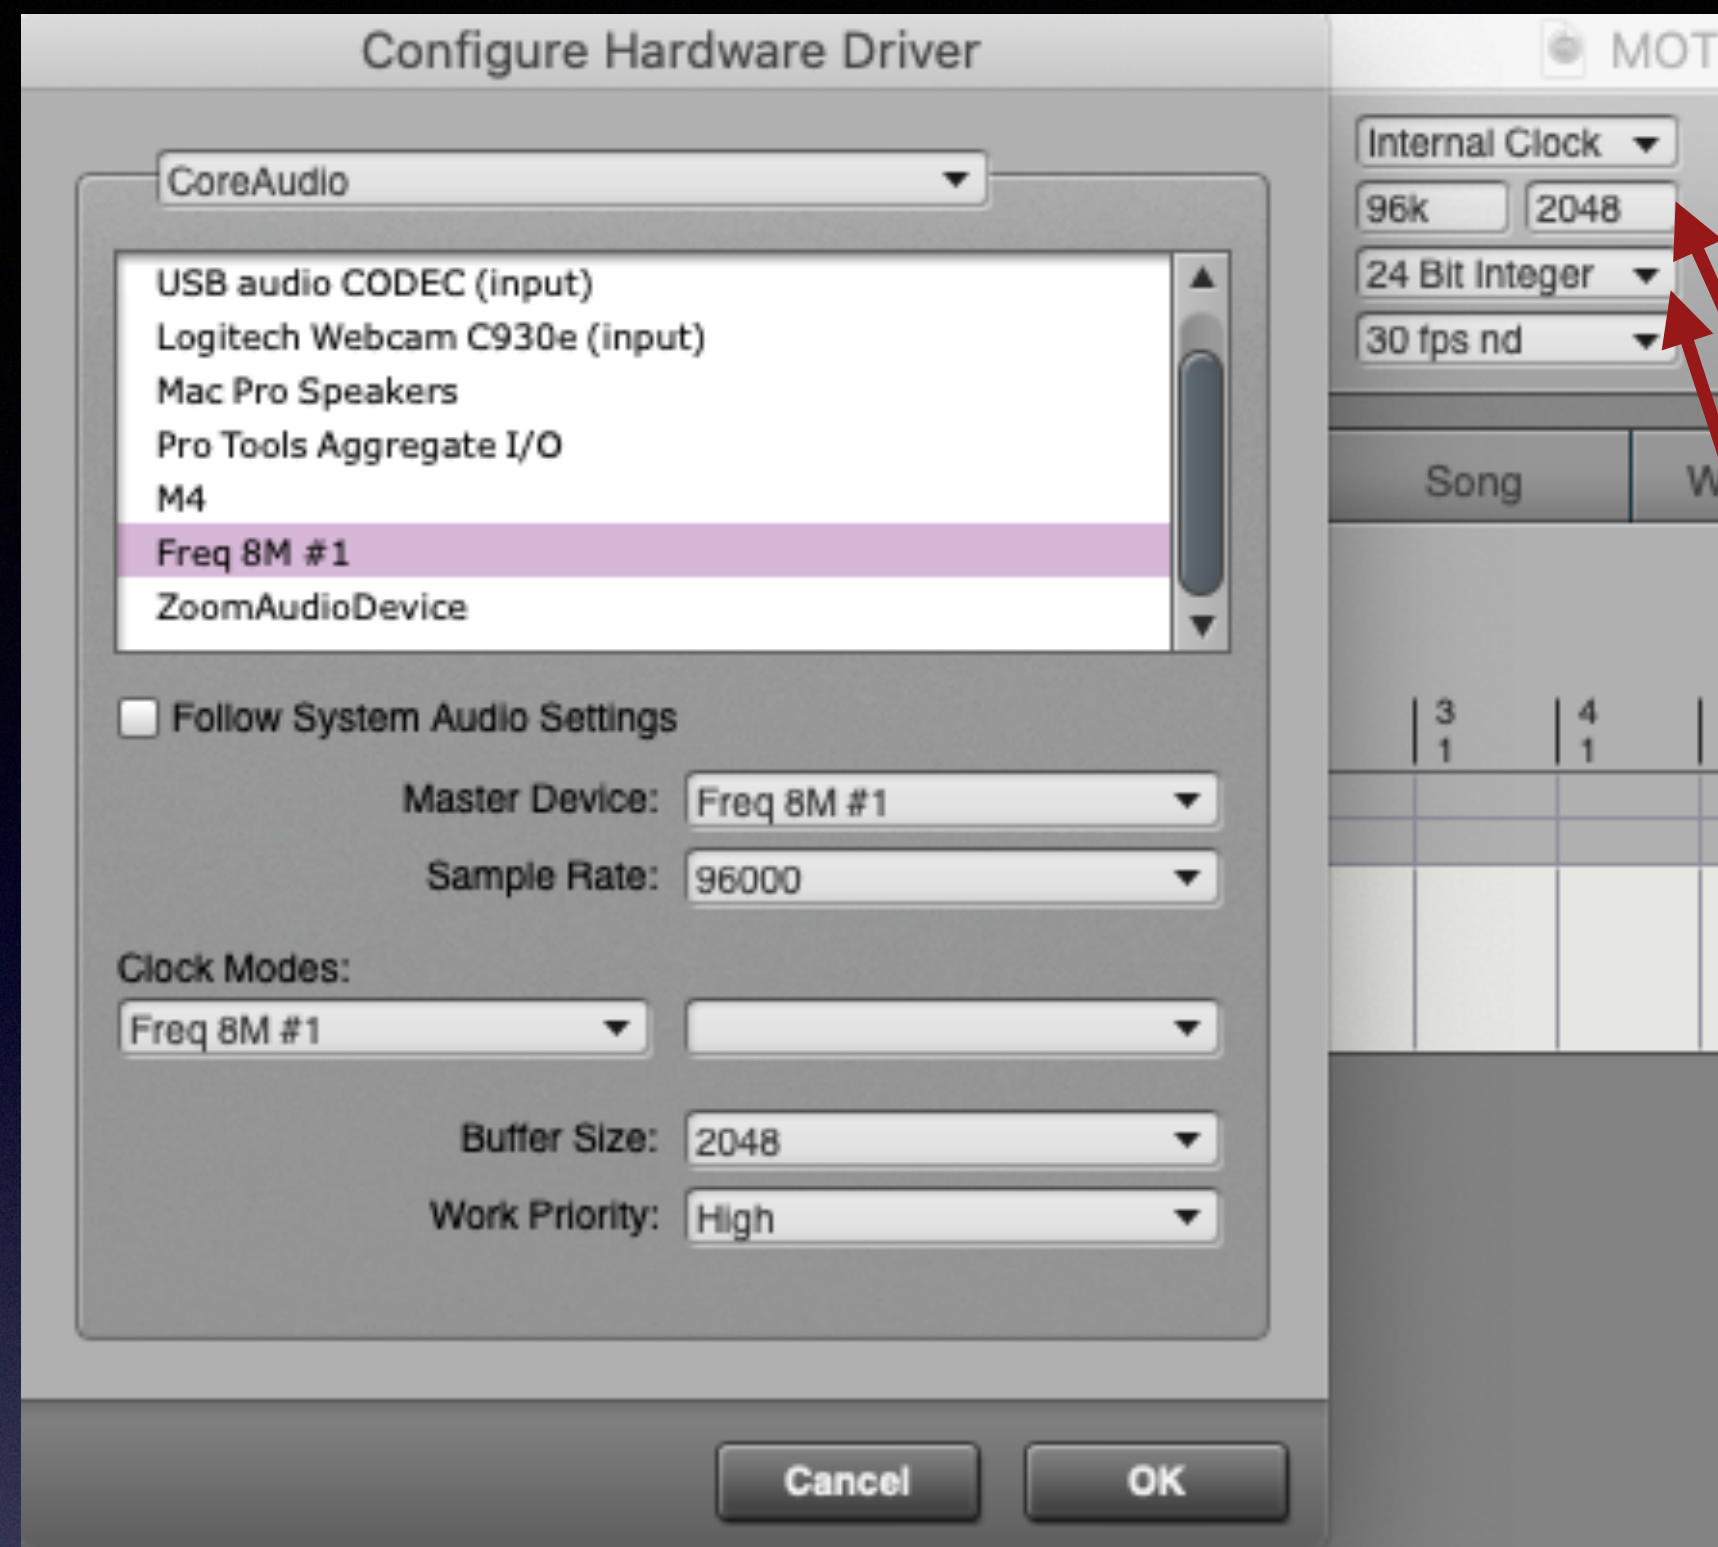 Configure Hardware Driver
CoreAudio
USB audio CODEC (input)
Logitech Webcam C930e (input)
Mac Pro Speakers
Pro Tools Aggregate I/O
M4
Freq 8M #1
ZoomAudioDevice
Follow System Audio Settings
Master Device: Freq 8M #1
Sample Rate: 96000
Clock Modes:
Freq 8M #1
Buffer Size: 2048
Work Priority: High
Cancel OK
MOT
Internal Clock
96k 2048
24 Bit Integer
30 fps nd
Song W
3 4
1 1